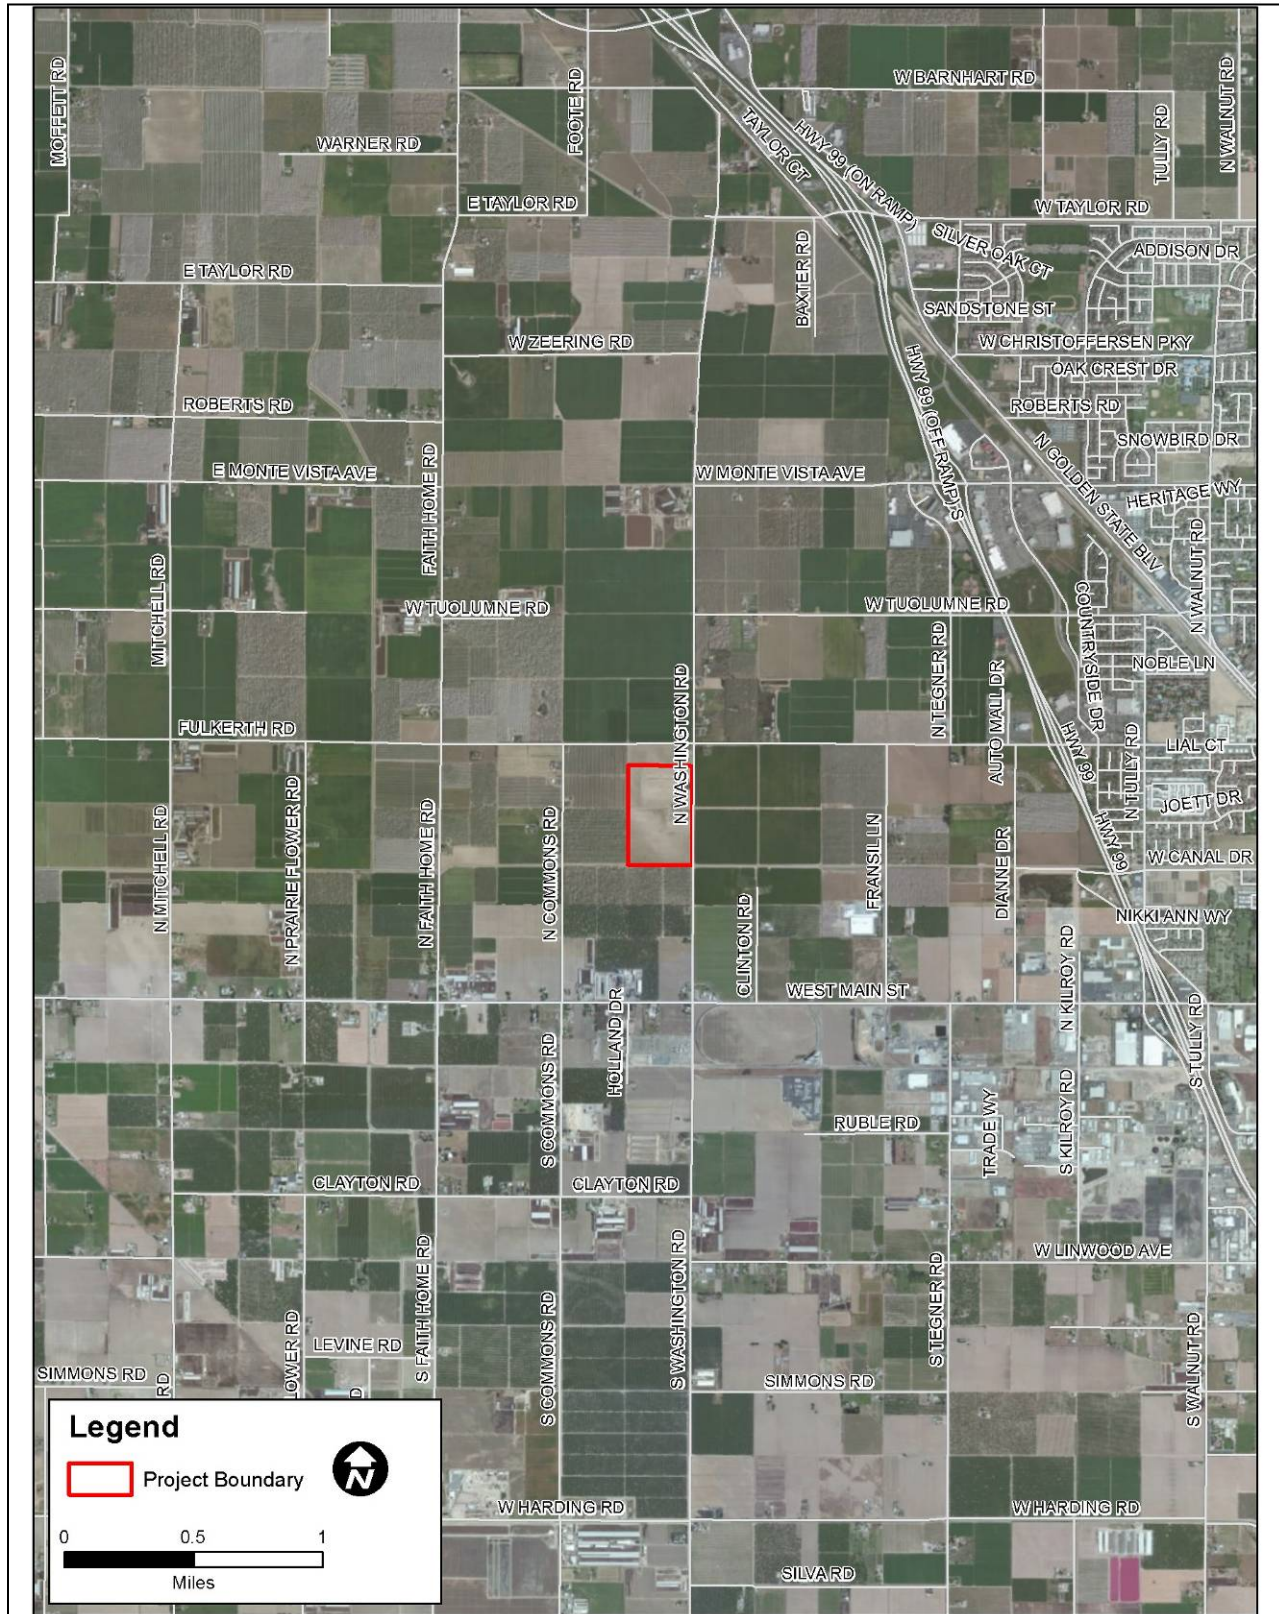 W BARNHART RD
MOFFETT RD
FOOTE RD
TULLY RD
N WALNUT RD
WARNER RD
TAYLOR CT
HWY 99 (ON RAMP)
E TAYLOR RD
W TAYLOR RD
SILVER OAK CT
ADDISON DR
E TAYLOR RD
BAXTER RD
SANDSTONE ST
W ZEERING RD
W CHRISTOFFERSEN PKY
OAK CREST DR
ROBERTS RD
HWY 99 (OFF RAMP) S
ROBERTS RD
SNOWBIRD DR
E MONTE VISTA AVE
FAITH HOME RD
W MONTE VISTA AVE
N GOLDEN STATE BLV
HERITAGE WY
MITCHELL RD
N WALNUT RD
W TUOLUMNE RD
W TUOLUMNE RD
COUNTRYSIDE DR
N TEGNER RD
NOBLE LN
AUTO MALL DR
N WASHINGTON RD
FULKERTH RD
HWY 99
N TULLY RD
LIAL CT
JOETT DR
N MITCHELL RD
N PRAIRIE FLOWER RD
N FAITH HOME RD
N COMMONS RD
FRANSIL LN
DIANNE DR
HWY 99
W CANAL DR
NIKKI ANN WY
CLINTON RD
N KILROY RD
WEST MAIN ST
HOLLAND DR
S COMMONS RD
S TULLY RD
RUBLE RD
TRADE WY
S KILROY RD
CLAYTON RD
CLAYTON RD
S FAITH HOME RD
S WASHINGTON RD
W LINWOOD AVE
S TEGNER RD
LOWER RD
LEVINE RD
S COMMONS RD
S WALNUT RD
SIMMONS RD
SIMMONS RD
RD
D
Legend
Project Boundary
N
W HARDING RD
W HARDING RD
0 0.5 1
Miles
SILVA RD